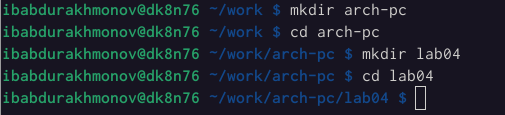 ibabdurakhmonov@dk8n76 ~/work $ mkdir arch-pc
ibabdurakhmonov@dk8n76 ~/work $ cd arch-pc
ibabdurakhmonov@dk8n76 ~/work/arch-pc $ mkdir lab04
ibabdurakhmonov@dk8n76 ~/work/arch-pc $ cd lab04
ibabdurakhmonov@dk8n76 ~/work/arch-pc/lab04 $